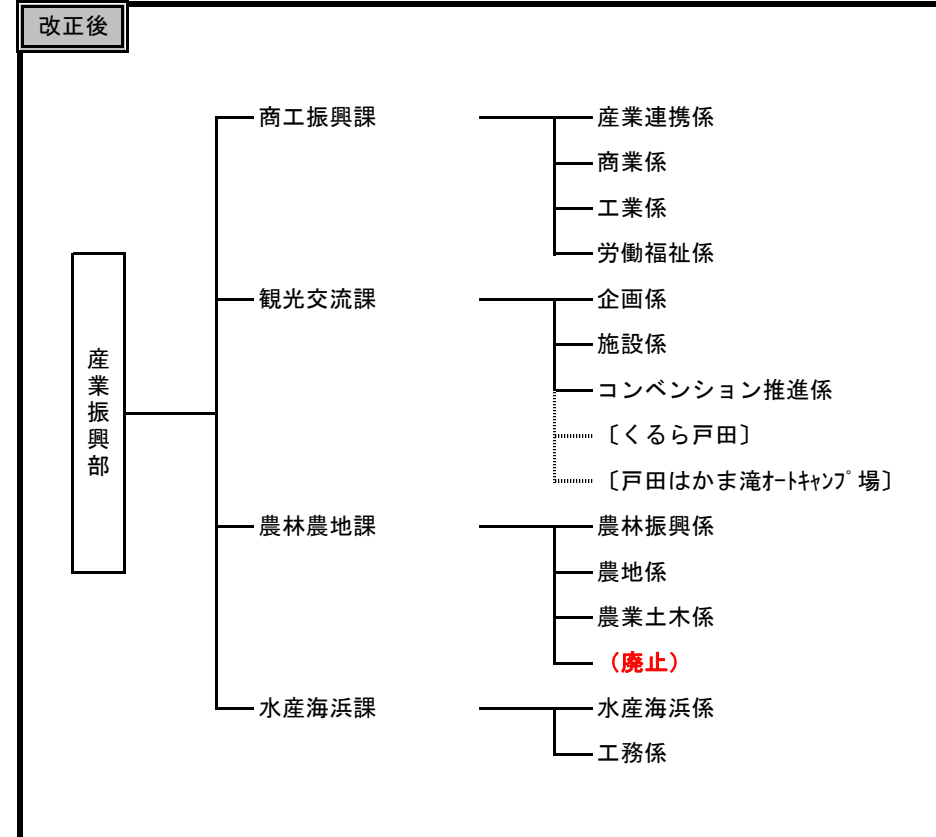 改正後
産業振興部
商工振興課
産業連携係
商業係
工業係
労働福祉係
観光交流課
企画係
施設係
コンベンション推進係
〔くるら戸田〕
〔戸田はかま滝ｵｰﾄｷｬﾝﾌﾟ場〕
農林農地課
農林振興係
農地係
農業土木係
（廃止）
水産海浜課
水産海浜係
工務係